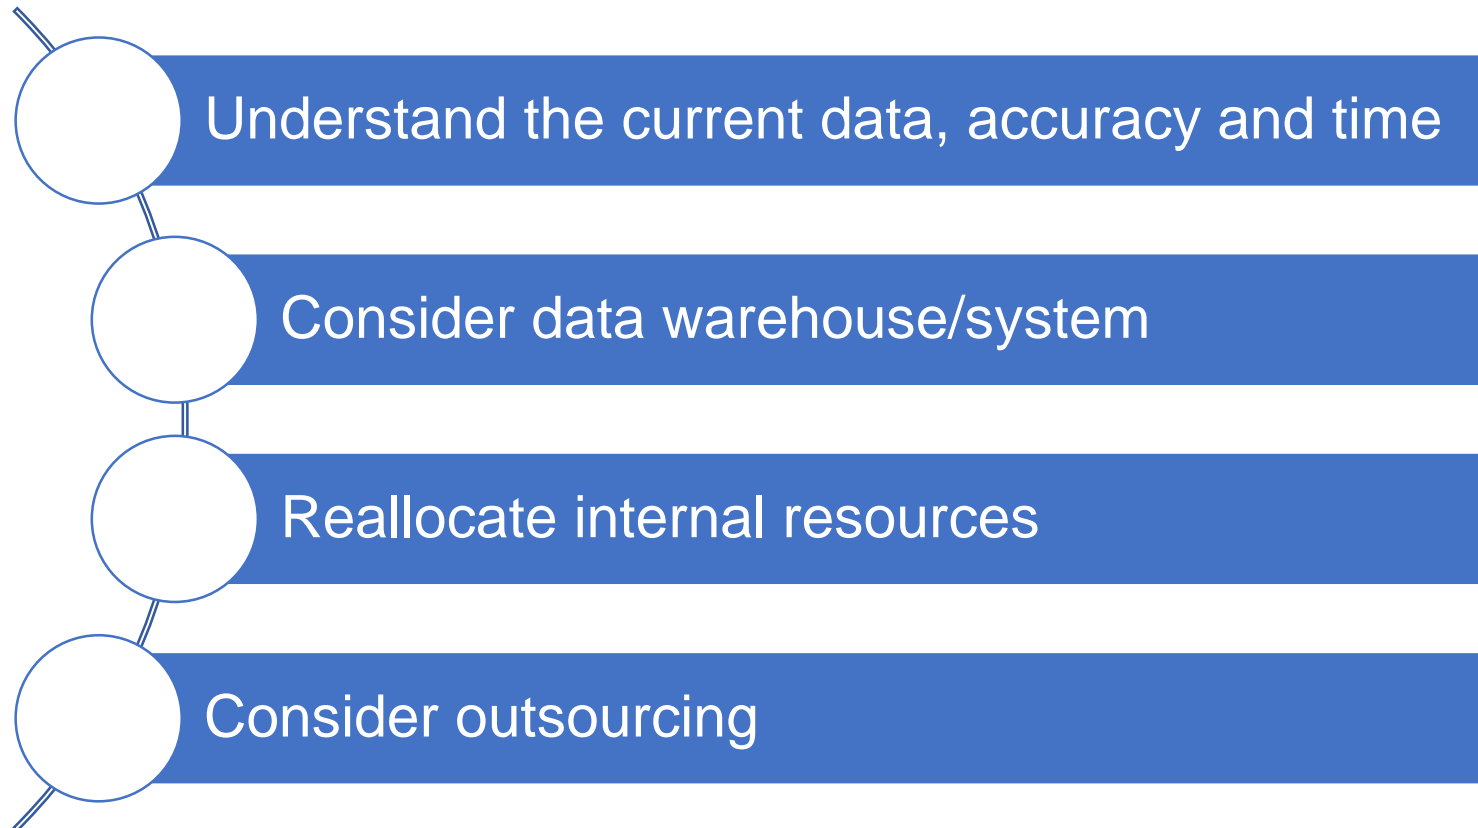 Understand the current data, accuracy and time
Consider data warehouse/system
Reallocate internal resources
Consider outsourcing